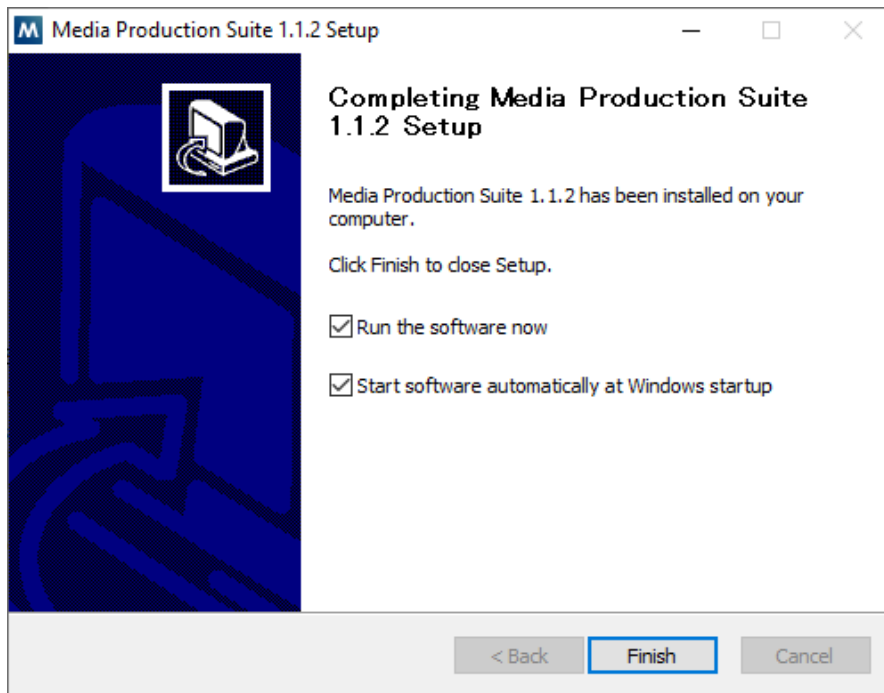 M Media Production Suite 1.1.2 Setup
Completing Media Production Suite
1.1.2 Setup
Media Production Suite 1.1.2 has been installed on your
computer.
Click Finish to close Setup.
Run the software now
Start software automatically at Windows startup
< Back Finish Cancel